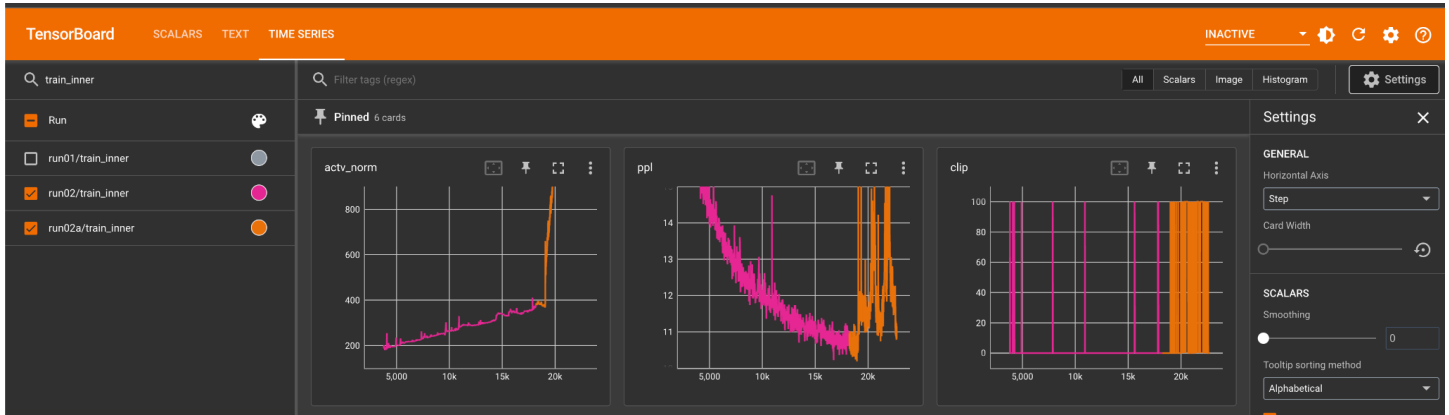 TensorBoard SCALARS TEXT TIME SERIES INACTIVE
train_inner
Filter tags (regex)
All Scalars Image Histogram
Settings
Run
run01/train_inner
run02/train_inner
run02a/train_inner
Pinned 6 cards
actv_norm
800
600
400
200
5,000 10k 15k 20k
ppl
14
13
12
11
5,000 10k 15k 20k
clip
100
80
60
40
20
0
5,000 10k 15k 20k
Settings
GENERAL
Horizontal Axis
Step
Card Width
SCALARS
Smoothing
0
Tooltip sorting method
Alphabetical